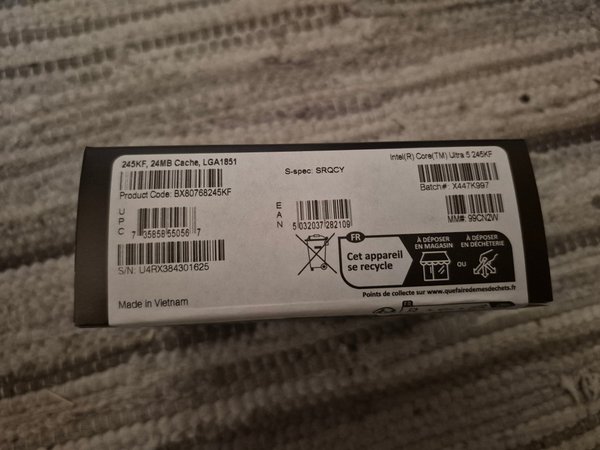 245KF, 24MB Cache, LGA1851
Product Code: BX80768245KF
UPC
7 35858 55056 7
S/N: U4RX384301625
Made in Vietnam
S-spec: SRQCY
EAN
5 032037 282109
Intel(R) Core(TM) Ultra 5 245KF
Batch#: X447K997
MM#: 99CN2W
FR
Cet appareil
se recycle
À DÉPOSER
EN MAGASIN
OU
À DÉPOSER
EN DÉCHÈTERIE
Points de collecte sur www.quefairedemesdechets.fr